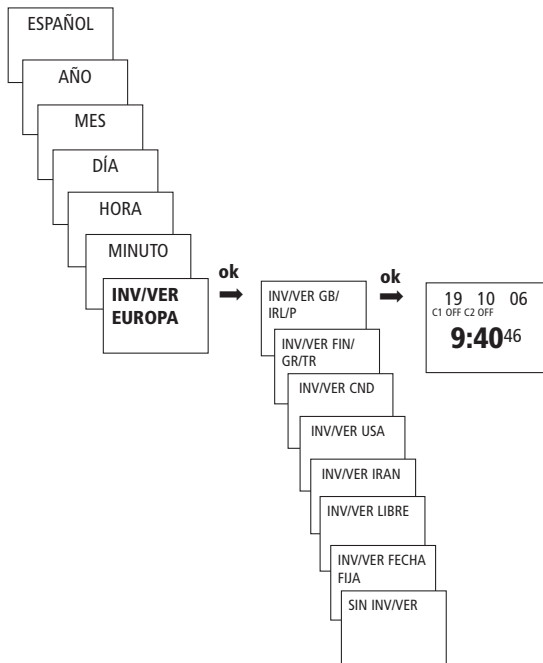 ESPAÑOL
AÑO
MES
DÍA
HORA
MINUTO
INV/VER
EUROPA
ok
INV/VER GB/
IRL/P
INV/VER FIN/
GR/TR
INV/VER CND
INV/VER USA
INV/VER IRAN
INV/VER LIBRE
INV/VER FECHA
FIJA
SIN INV/VER
ok
19 10 06
C1 OFF C2 OFF
9:40 46